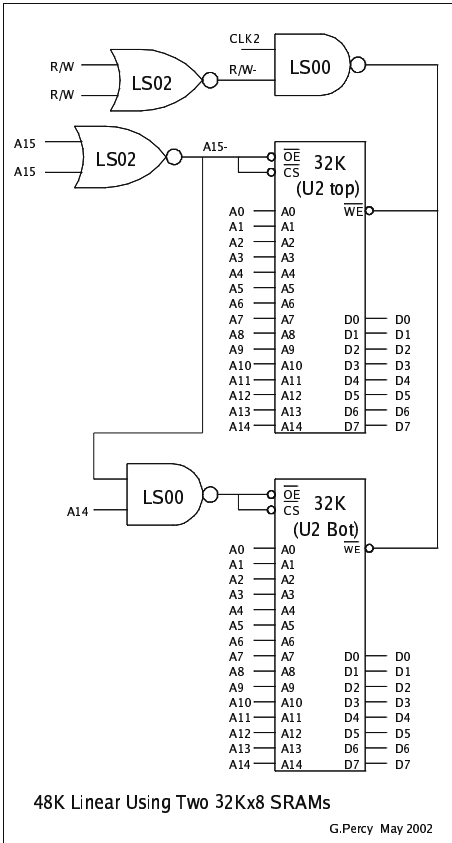 CLK2
R/W
R/W
LS02
R/W-
LS00
A15
A15
LS02
A15-
OE
CS
32K
(U2 top)
WE
A0 A0
A1 A1
A2 A2
A3 A3
A4 A4
A5 A5
A6 A6
A7 A7 D0 D0
A8 A8 D1 D1
A9 A9 D2 D2
A10 A10 D3 D3
A11 A11 D4 D4
A12 A12 D5 D5
A13 A13 D6 D6
A14 A14 D7 D7
LS00
A14
OE
CS
32K
(U2 Bot)
WE
A0 A0
A1 A1
A2 A2
A3 A3
A4 A4
A5 A5
A6 A6
A7 A7 D0 D0
A8 A8 D1 D1
A9 A9 D2 D2
A10 A10 D3 D3
A11 A11 D4 D4
A12 A12 D5 D5
A13 A13 D6 D6
A14 A14 D7 D7
48K Linear Using Two 32Kx8 SRAMs
G.Percy May 2002